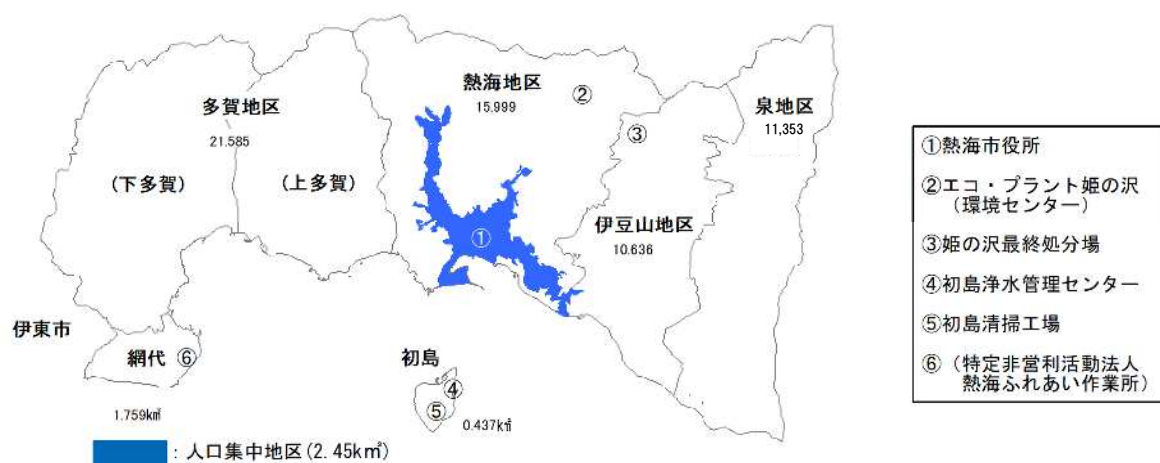 熱海地区
15.999
②
泉地区
11,353
多賀地区
21.585
③
(下多賀)
(上多賀)
①
伊豆山地区
10.636
伊東市
網代
⑥
初島
④
⑤
1.759k㎡
0.437k㎡
：人口集中地区(2.45k㎡)
①熱海市役所
②エコ・プラント姫の沢
（環境センター）
③姫の沢最終処分場
④初島浄水管理センター
⑤初島清掃工場
⑥（特定非営利活動法人
熱海ふれあい作業所）